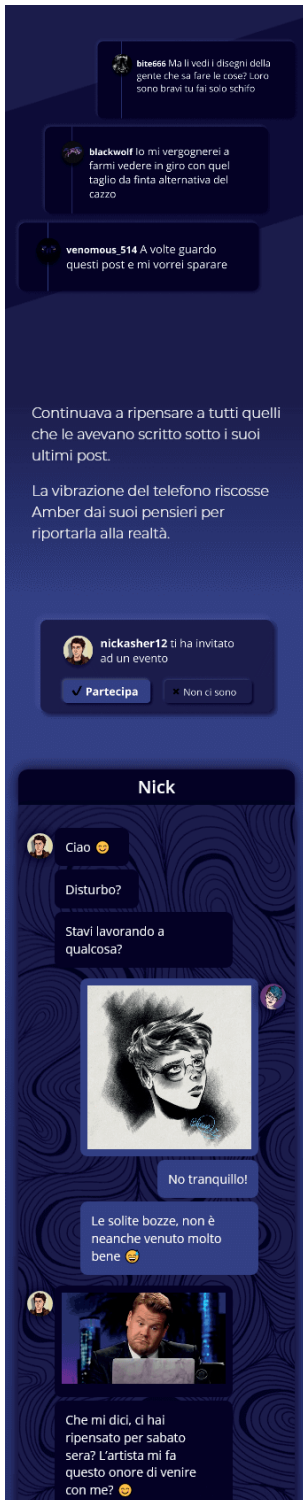 bite666 Ma li vedi i disegni della
gente che sa fare le cose? Loro
sono bravi tu fai solo schifo
blackwolf Io mi vergognerei a
farmi vedere in giro con quel
taglio da finta alternativa del
cazzo
venomous_514 A volte guardo
questi post e mi vorrei sparare
Continuava a ripensare a tutti quelli
che le avevano scritto sotto i suoi
ultimi post.
La vibrazione del telefono riscosse
Amber dai suoi pensieri per
riportarla alla realtà.
nickasher12 ti ha invitato
ad un evento
✔ Partecipa
✖ Non ci sono
Nick
Ciao 😊
Disturbo?
Stavi lavorando a
qualcosa?
No tranquillo!
Le solite bozze, non è
neanche venuto molto
bene 😅
Che mi dici, ci hai
ripensato per sabato
sera? L'artista mi fa
questo onore di venire
con me? 😊